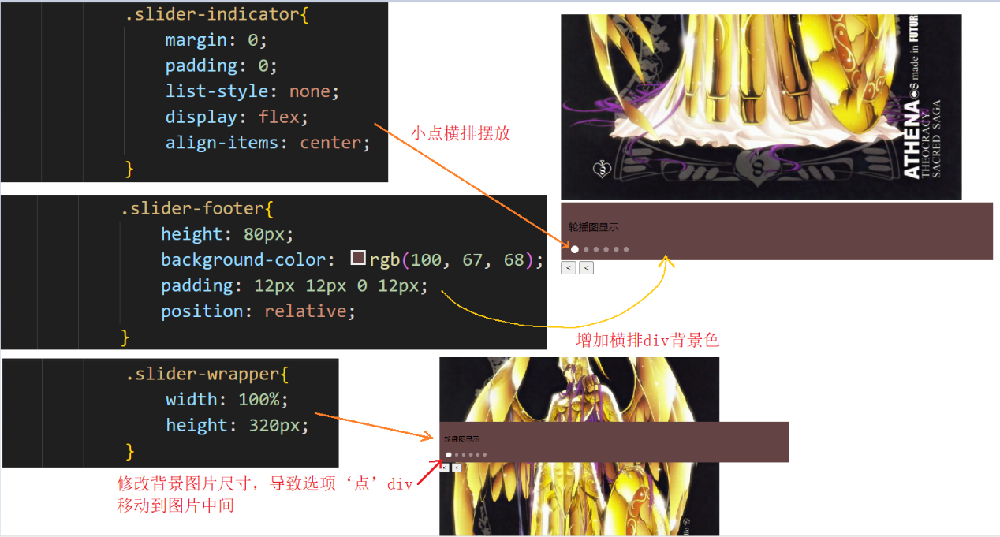 .slider-indicator{
margin: 0;
padding: 0;
list-style: none;
display: flex;
align-items: center;
}
小点横排摆放
ATHENA
THEOCRACY
SACRED SAGA
made in FUTUR
轮播图显示
< <
.slider-footer{
height: 80px;
background-color: rgb(100, 67, 68);
padding: 12px 12px 0 12px;
position: relative;
}
增加横排div背景色
.slider-wrapper{
width: 100%;
height: 320px;
}
轮播图显示
< <
修改背景图片尺寸，导致选项‘点’div
移动到图片中间